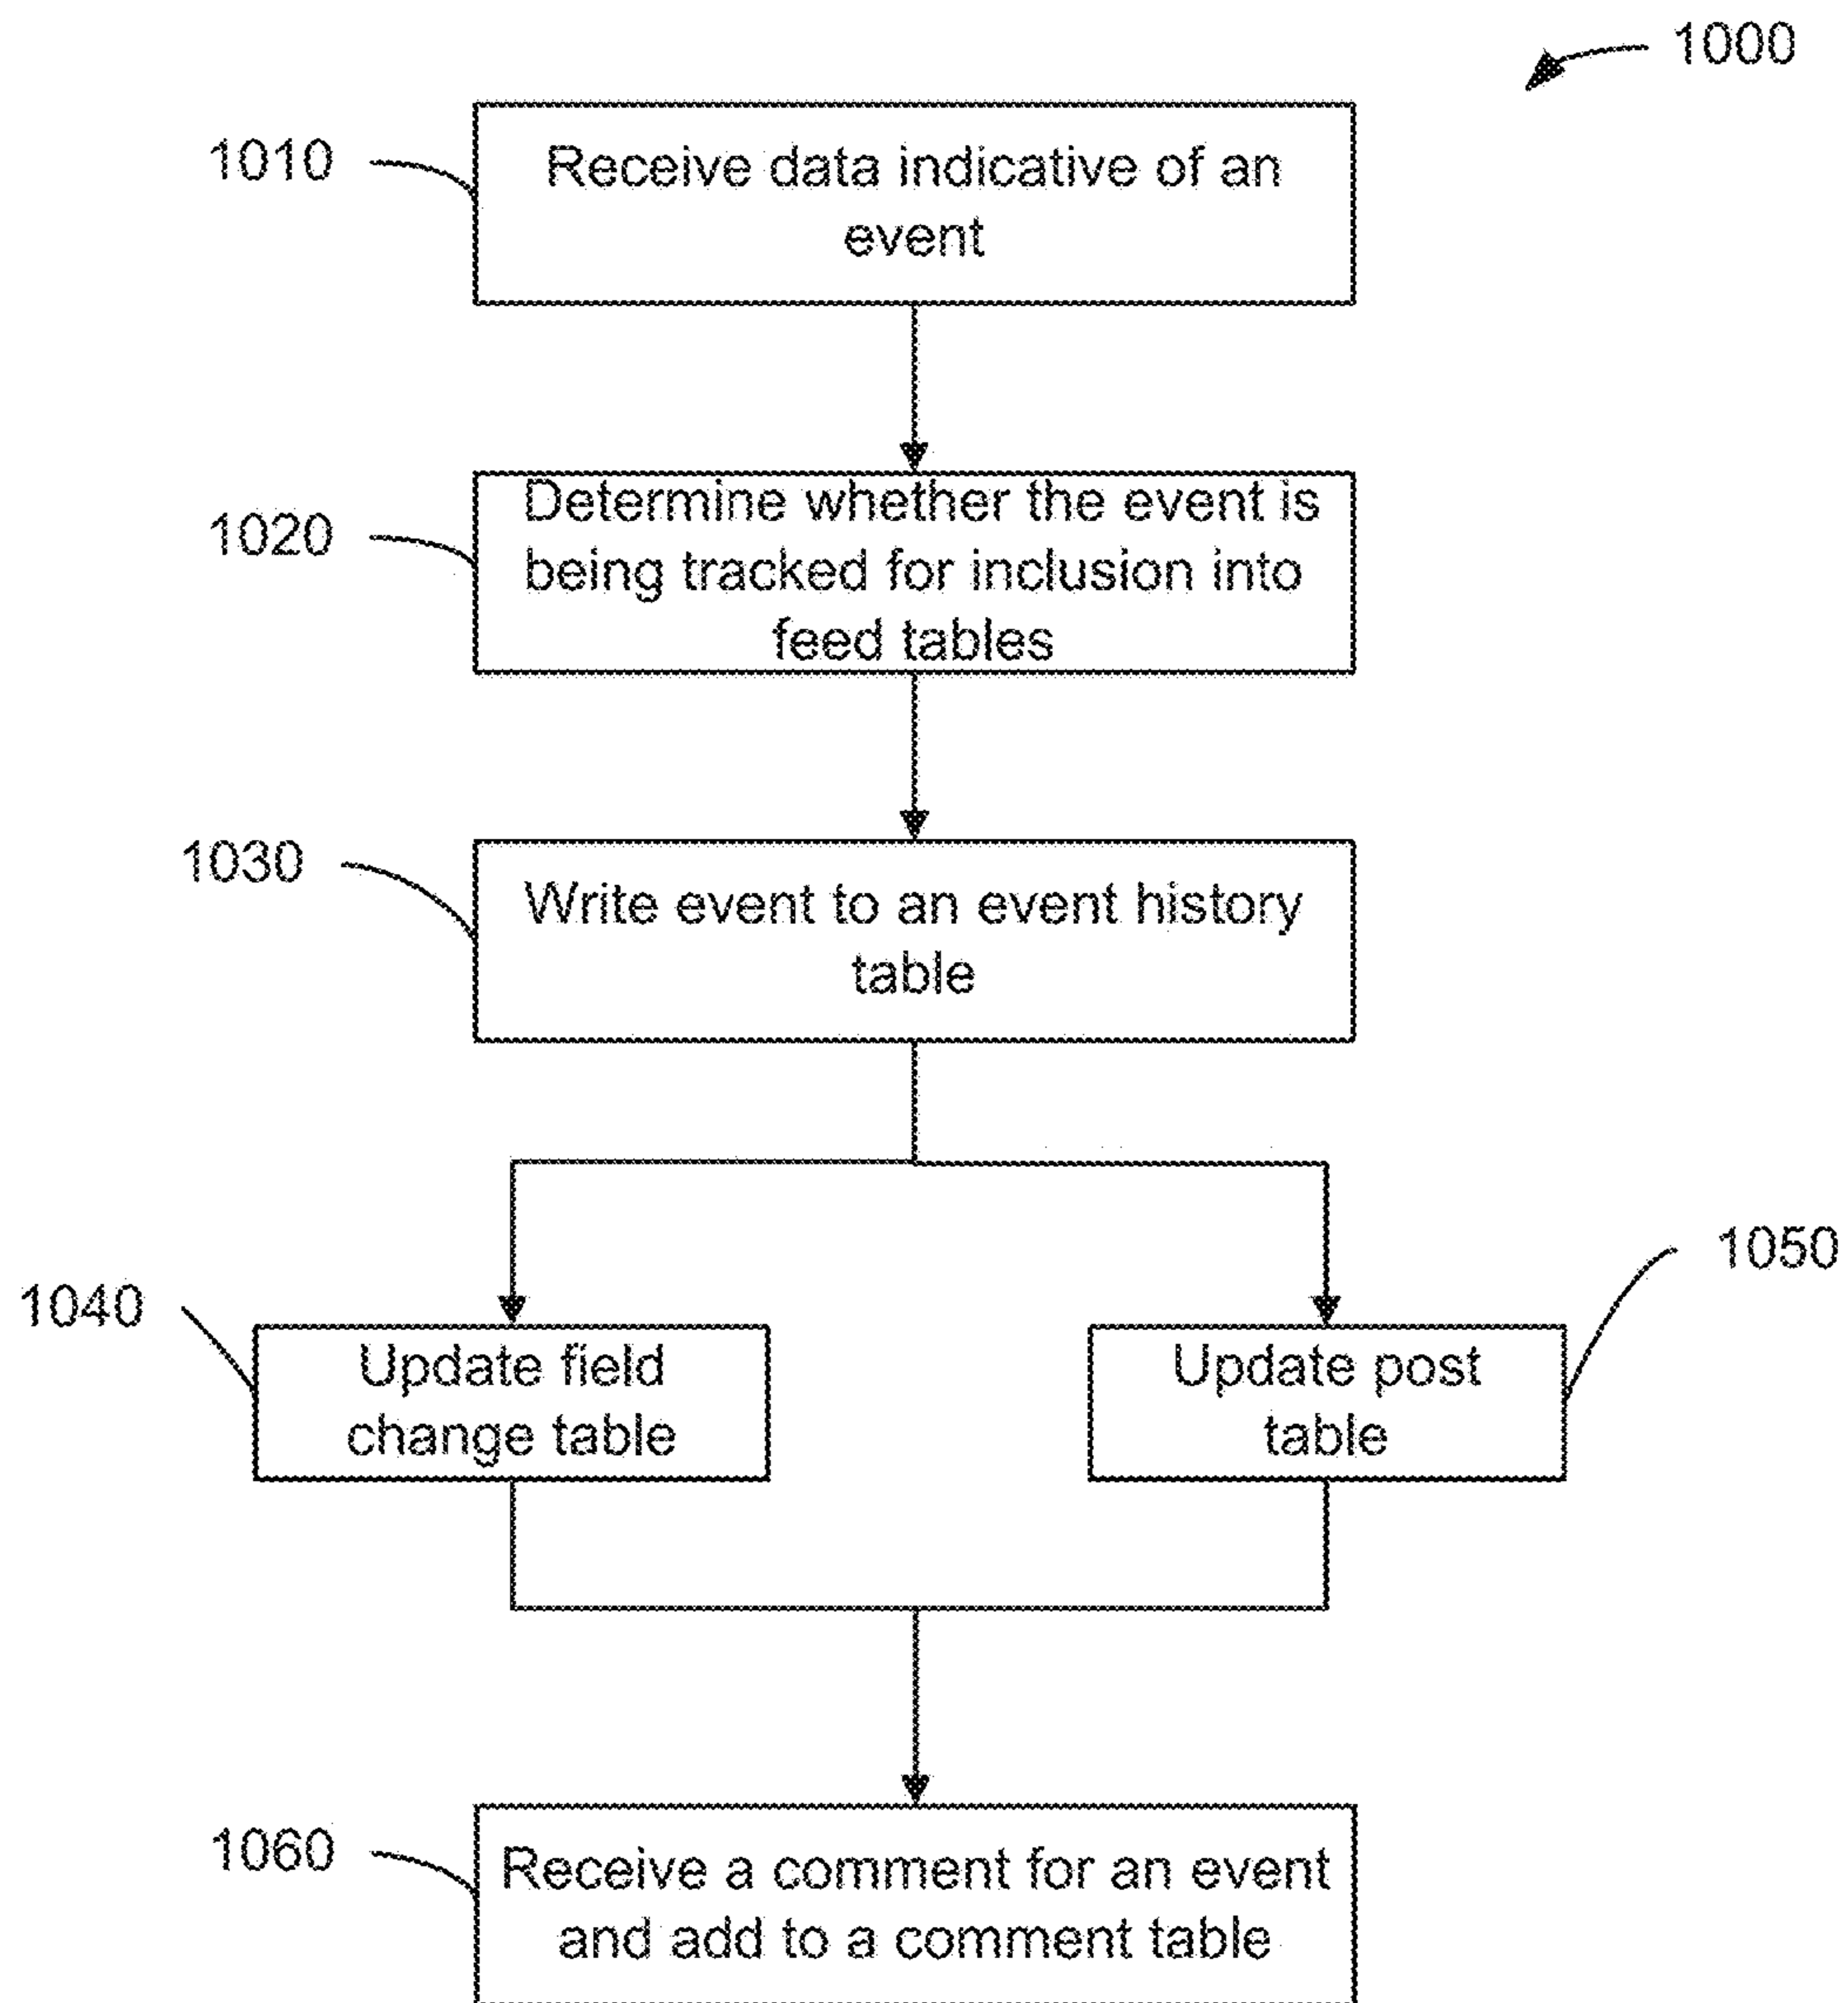 1000
1010
Receive data indicative of an
event
1020
Determine whether the event is
being tracked for inclusion into
feed tables
1030
Write event to an event history
table
1040
Update field
change table
1050
Update post
table
1060
Receive a comment for an event
and add to a comment table